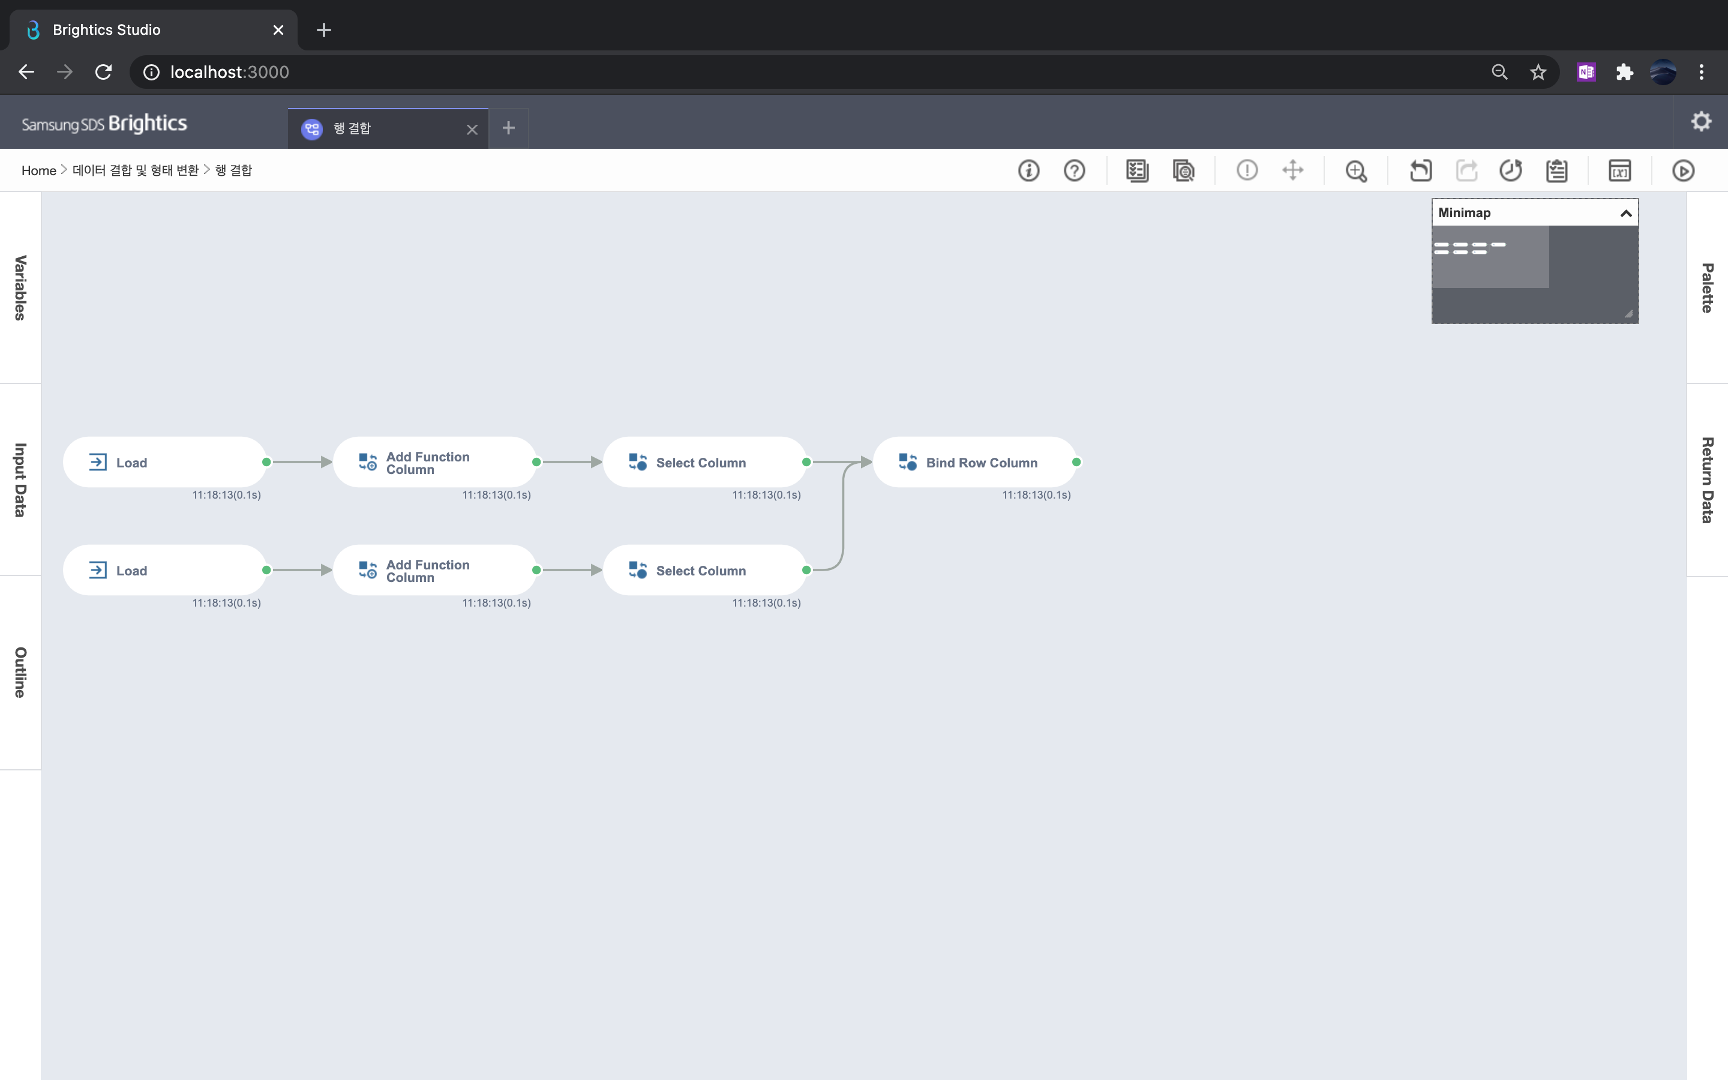 Brightics Studio
localhost:3000
Samsung SDS Brightics
행 결합
Home > 데이터 결합 및 형태 변환 > 행 결합
Minimap
Variables
Input Data
Outline
Palette
Return Data
Load
11:18:13(0.1s)
Add Function
Column
11:18:13(0.1s)
Select Column
11:18:13(0.1s)
Bind Row Column
11:18:13(0.1s)
Load
11:18:13(0.1s)
Add Function
Column
11:18:13(0.1s)
Select Column
11:18:13(0.1s)